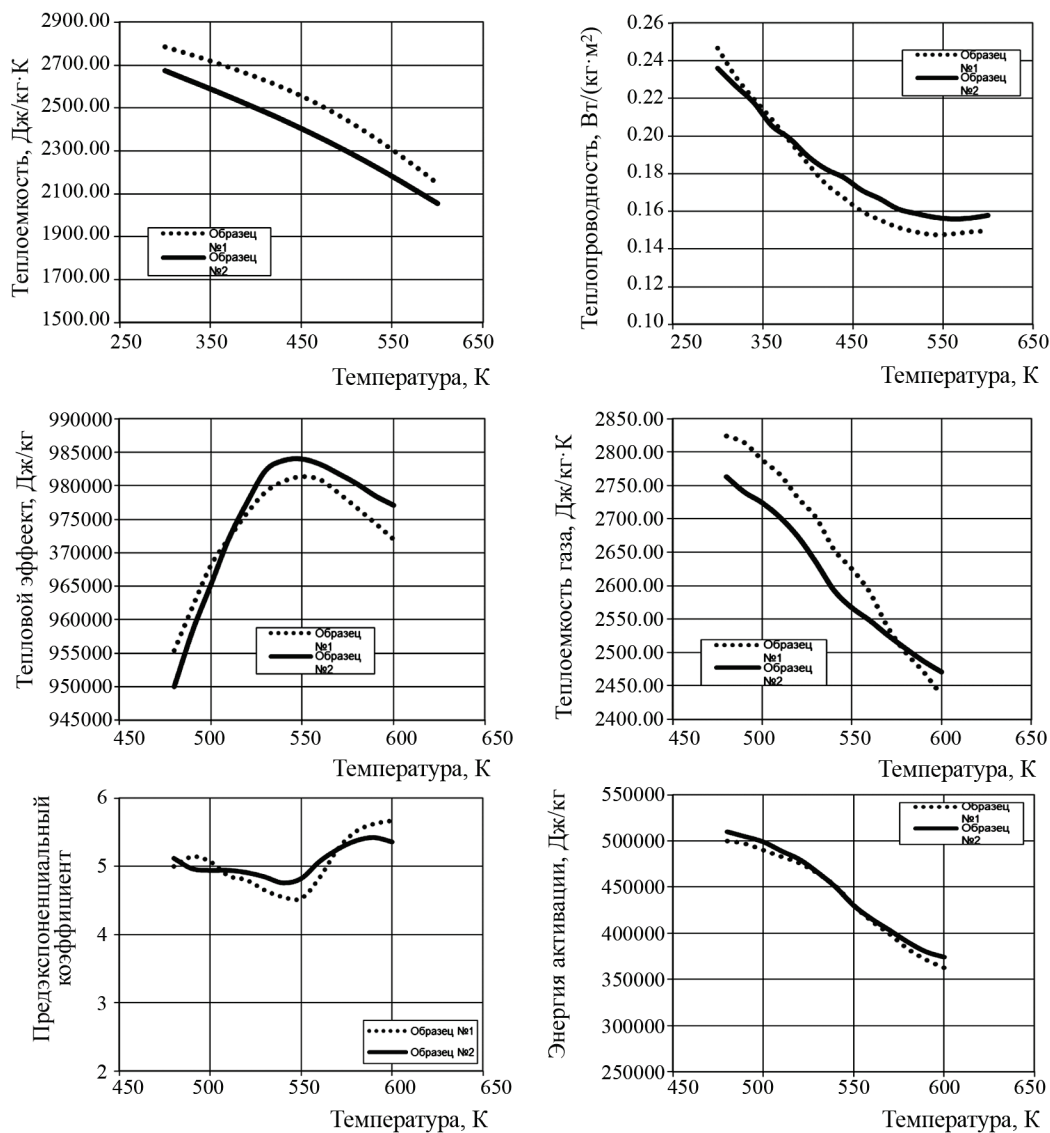 Теплоемкость, Дж/кг·К
2900.00
2700.00
2500.00
2300.00
2100.00
1900.00
1700.00
1500.00
250 350 450 550 650
Температура, К
Образец
№1
Образец
№2
Теплопроводность, Вт/(кг·м²)
0.26
0.24
0.22
0.20
0.18
0.16
0.14
0.12
0.10
250 350 450 550 650
Температура, К
Образец
№1
Образец
№2
Тепловой эффеект, Дж/кг
990000
985000
980000
975000
370000
965000
960000
955000
950000
945000
450 500 550 600 650
Температура, К
Образец
№1
Образец
№2
Теплоемкость газа, Дж/кг·К
2850.00
2800.00
2750.00
2700.00
2650.00
2600.00
2550.00
2500.00
2450.00
2400.00
450 500 550 600 650
Температура, К
Образец
№1
Образец
№2
Предэкспоненциальный
коэффициент
6
5
4
3
2
450 500 550 600 650
Температура, К
Образец №1
Образец №2
Энергия активации, Дж/кг
550000
500000
450000
400000
350000
300000
250000
450 500 550 600 650
Температура, К
Образец
№1
Образец
№2